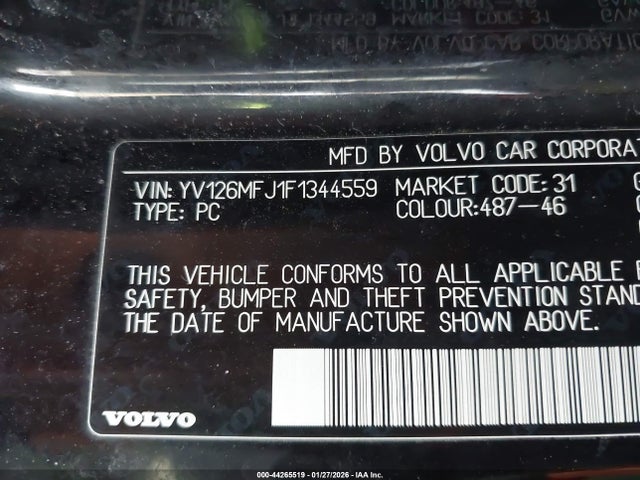 MFD BY VOLVO CAR CORPORAT
VIN: YV126MFJ1F1344559 MARKET CODE: 31
TYPE: PC COLOUR:487-46
THIS VEHICLE CONFORMS TO ALL APPLICABLE
SAFETY, BUMPER AND THEFT PREVENTION STAND
THE DATE OF MANUFACTURE SHOWN ABOVE.
VOLVO
000-44265519 | 01/27/2026 - IAA Inc.